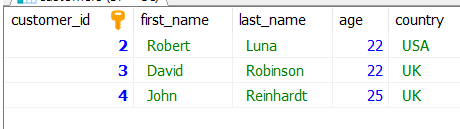 customer_id first_name last_name age country
2 Robert Luna 22 USA
3 David Robinson 22 UK
4 John Reinhardt 25 UK